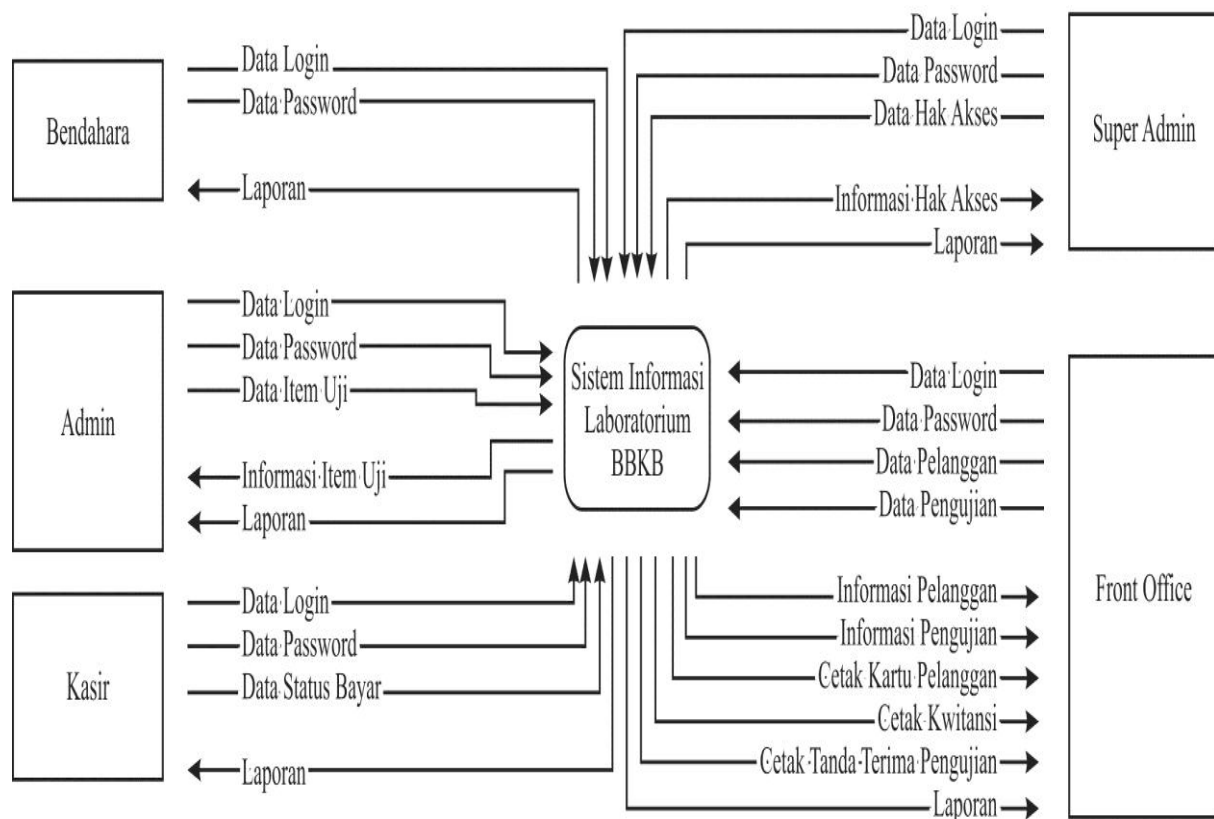 Bendahara
Data Login
Data Password
Laporan
Data Login
Data Password
Data Hak Akses
Informasi Hak Akses
Laporan
Super Admin
Admin
Data Login
Data Password
Data Item Uji
Informasi Item Uji
Laporan
Sistem Informasi
Laboratorium
BBKB
Data Login
Data Password
Data Pelanggan
Data Pengujian
Kasir
Data Login
Data Password
Data Status Bayar
Laporan
Informasi Pelanggan
Informasi Pengujian
Cetak Kartu Pelanggan
Cetak Kwitansi
Cetak Tanda Terima Pengujian
Laporan
Front Office